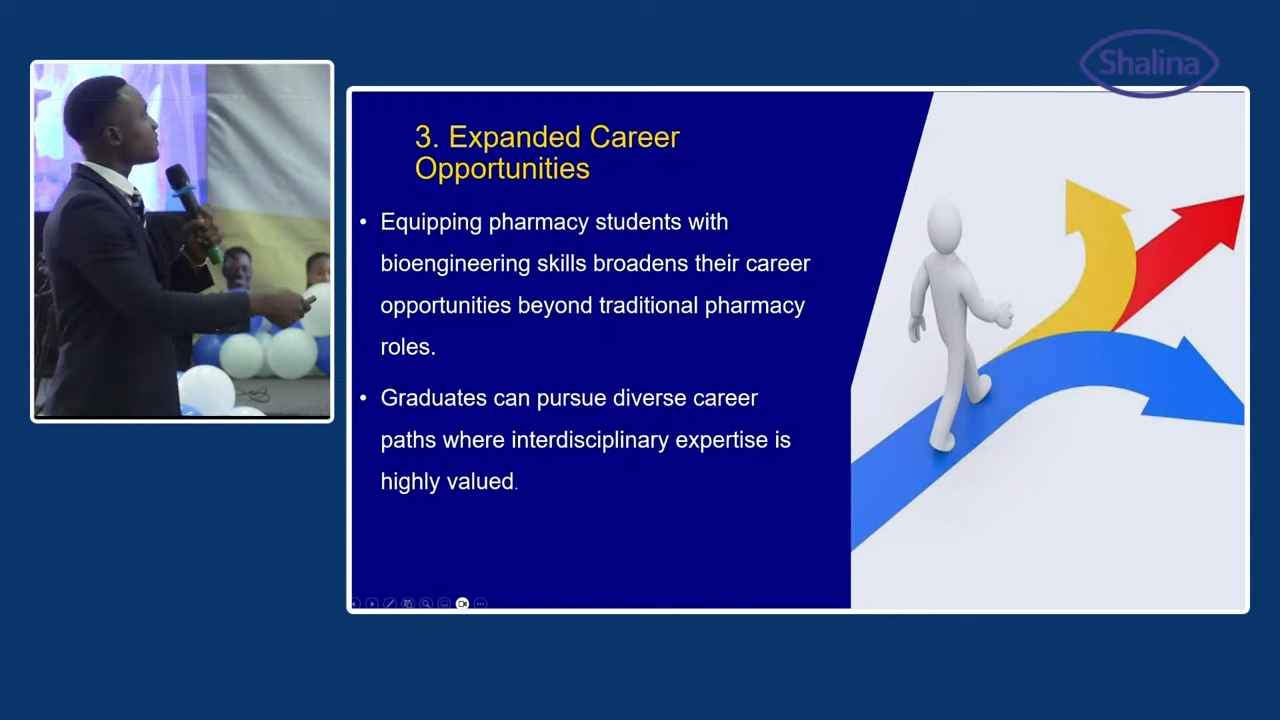 Shalina
3. Expanded Career
Opportunities
• Equipping pharmacy students with
bioengineering skills broadens their career
opportunities beyond traditional pharmacy
roles.
• Graduates can pursue diverse career
paths where interdisciplinary expertise is
highly valued.